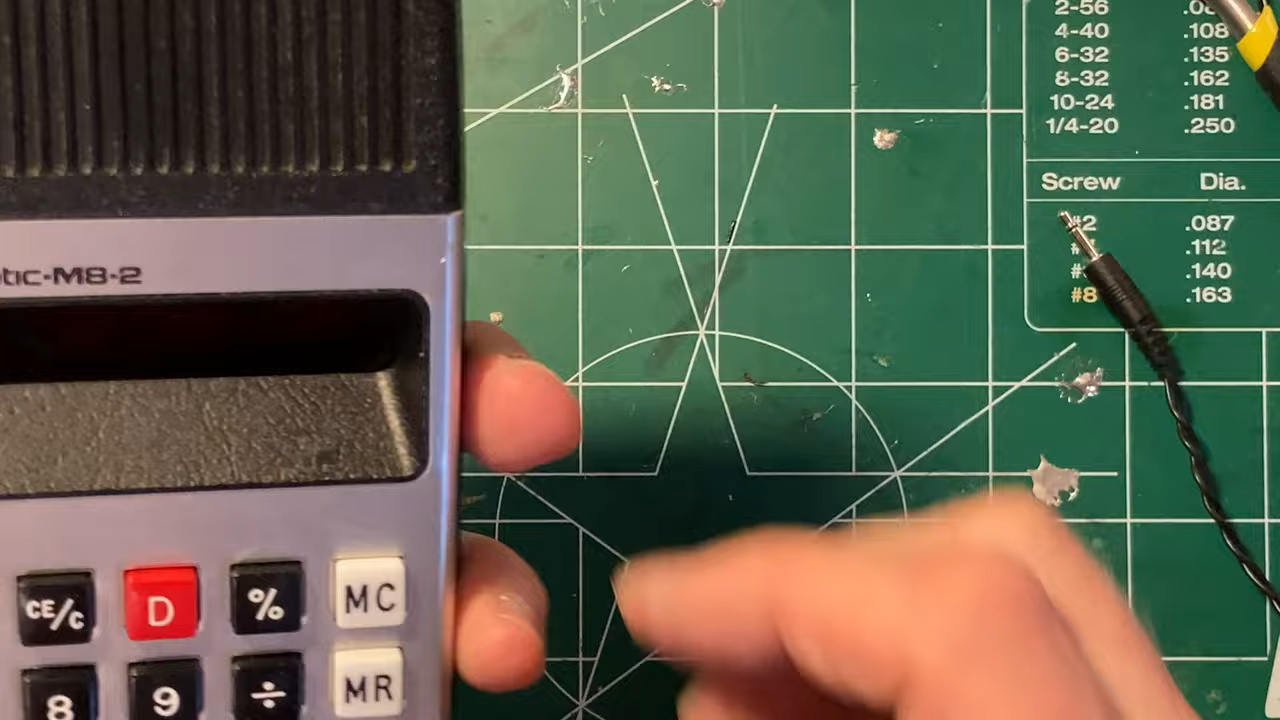 2-56
4-40 .108
6-32 .135
8-32 .162
10-24 .181
1/4-20 .250
Screw Dia.
#2 .087
.112
.140
#8 .163
tic-M8-2
CE/C D % MC
8 9 ÷ MR